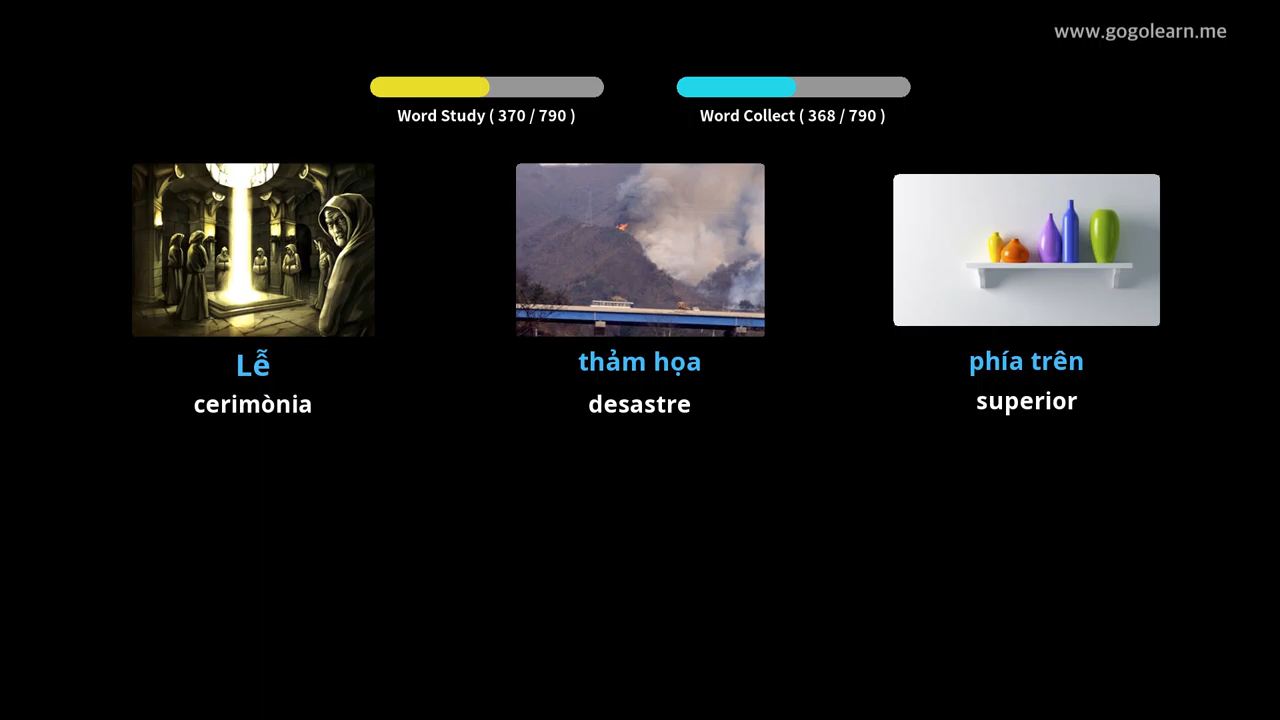 www.gogolearn.me
Word Study ( 370 / 790 )
Word Collect ( 368 / 790 )
Lễ
cerimònia
thảm họa
desastre
phía trên
superior